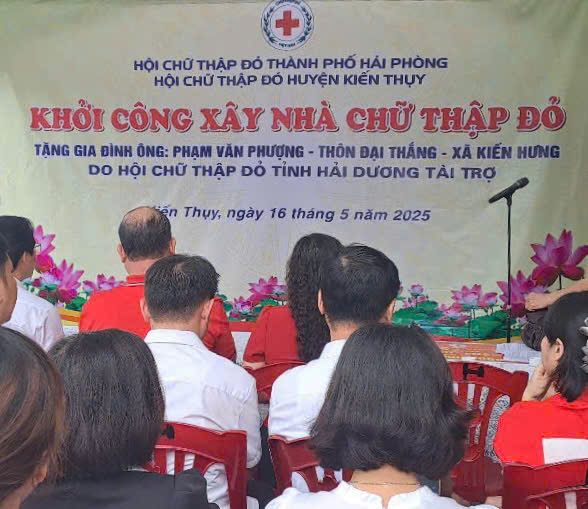 HỘI CHỮ THẬP ĐỎ THÀNH PHỐ HẢI PHÒNG
HỘI CHỮ THẬP ĐỎ HUYỆN KIẾN THỤY
KHỞI CÔNG XÂY NHÀ CHỮ THẬP ĐỎ
TẶNG GIA ĐÌNH ÔNG: PHẠM VĂN PHƯỢNG - THÔN ĐẠI THẮNG - XÃ KIẾN HƯNG
DO HỘI CHỮ THẬP ĐỎ TỈNH HẢI DƯƠNG TÀI TRỢ
Kiến Thụy, ngày 16 tháng 5 năm 2025